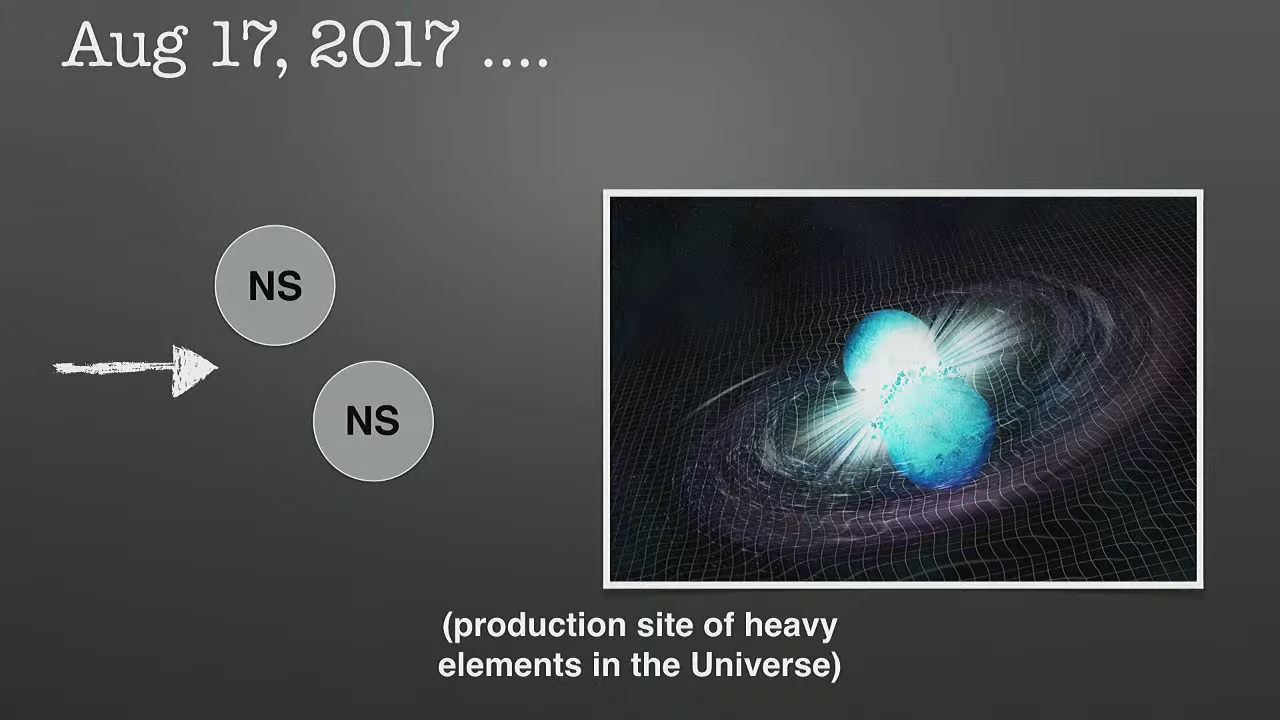 Aug 17, 2017 ....
NS
NS
(production site of heavy
elements in the Universe)